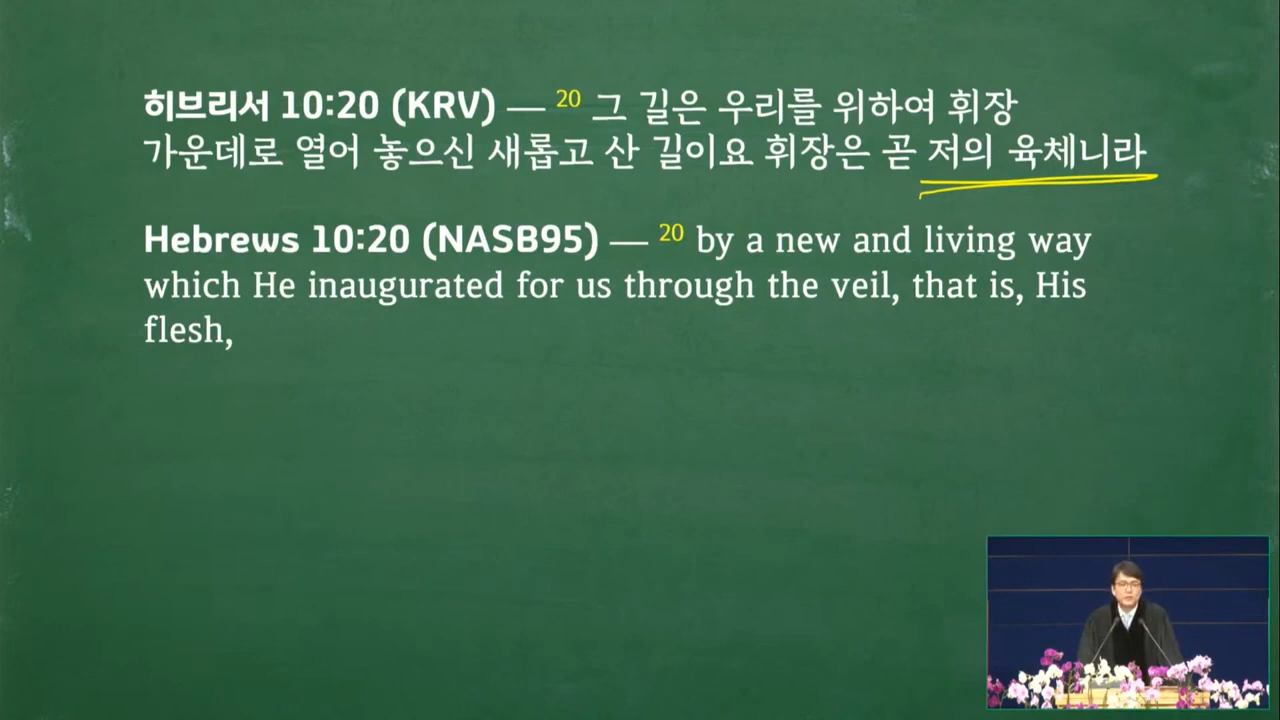 히브리서 10:20 (KRV) — 20 그 길은 우리를 위하여 휘장
가운데로 열어 놓으신 새롭고 산 길이요 휘장은 곧 저의 육체니라
Hebrews 10:20 (NASB95) — 20 by a new and living way
which He inaugurated for us through the veil, that is, His
flesh,